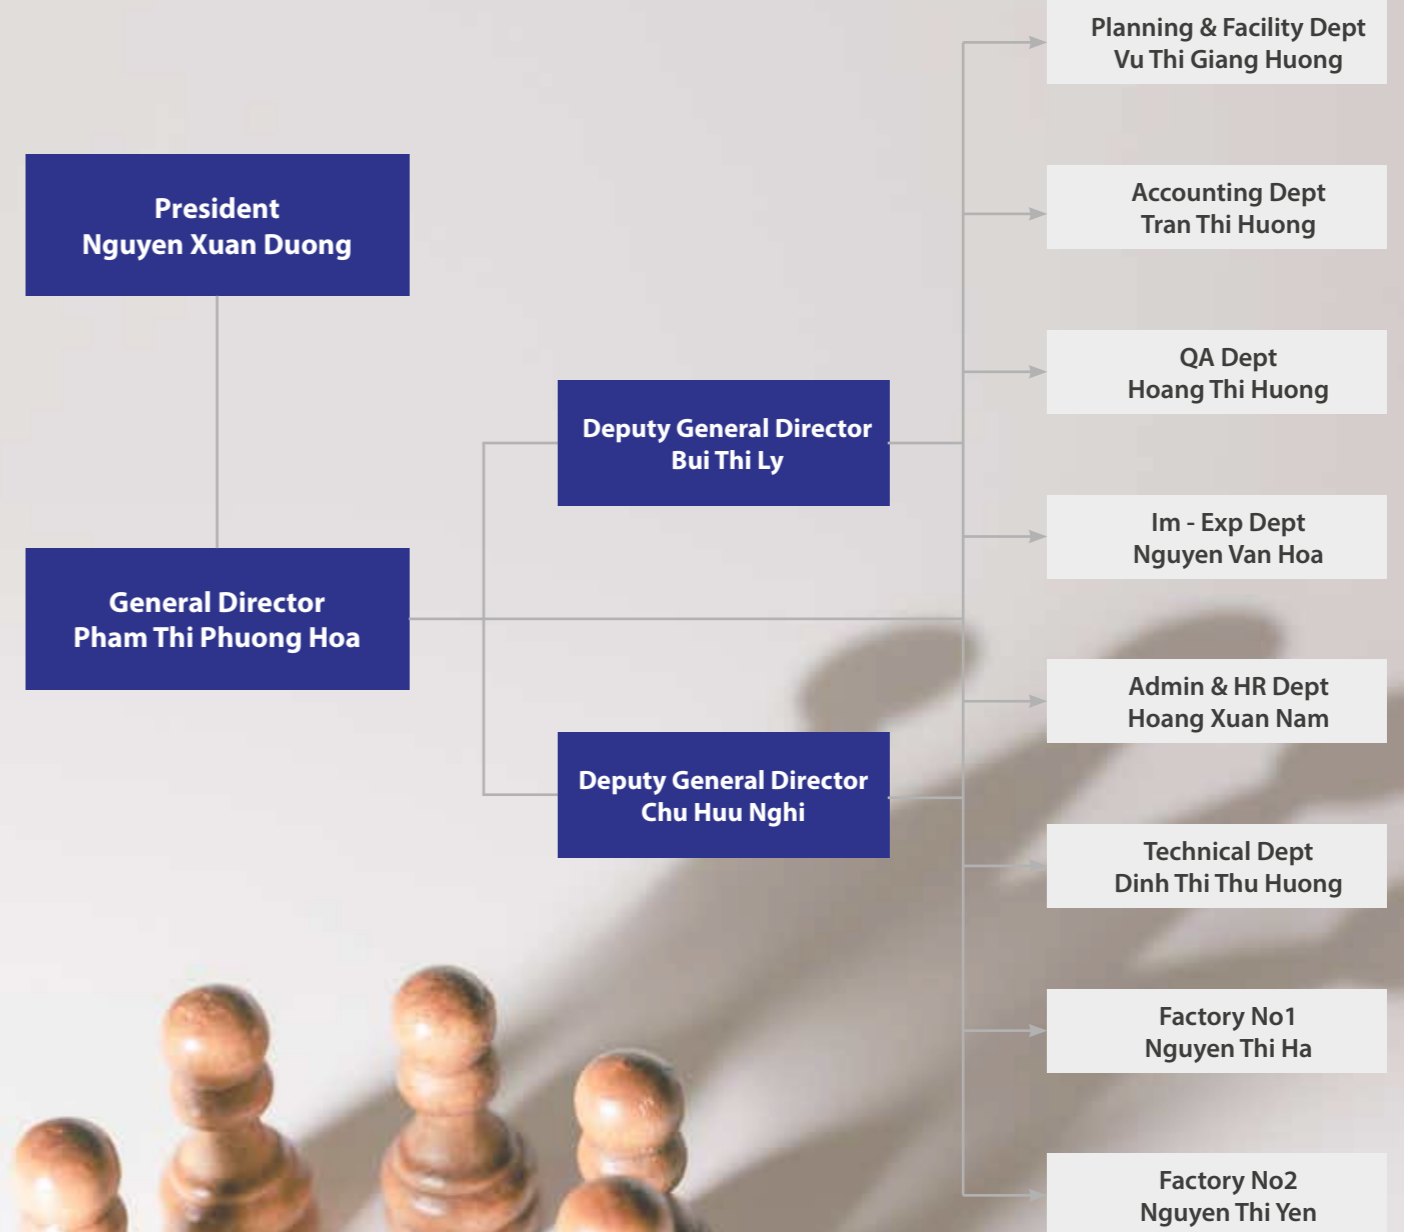 President
Nguyen Xuan Duong
General Director
Pham Thi Phuong Hoa
Deputy General Director
Bui Thi Ly
Deputy General Director
Chu Huu Nghi
Planning & Facility Dept
Vu Thi Giang Huong
Accounting Dept
Tran Thi Huong
QA Dept
Hoang Thi Huong
Im - Exp Dept
Nguyen Van Hoa
Admin & HR Dept
Hoang Xuan Nam
Technical Dept
Dinh Thi Thu Huong
Factory No1
Nguyen Thi Ha
Factory No2
Nguyen Thi Yen